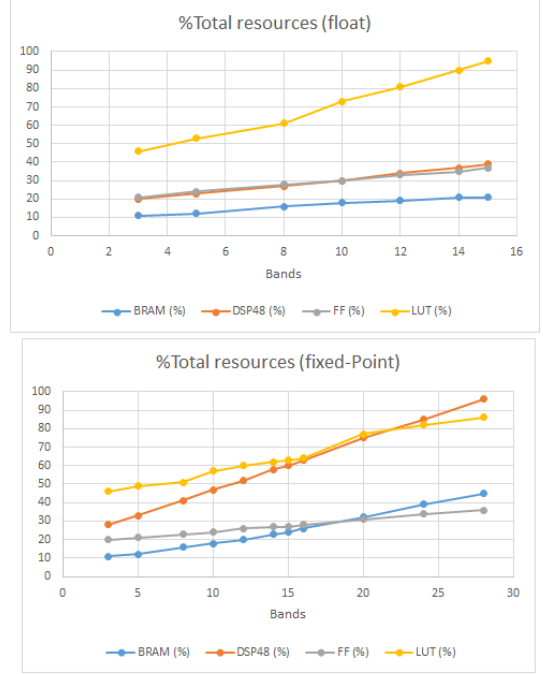 %Total resources (float)
100
90
80
70
60
50
40
30
20
10
0
0 2 4 6 8 10 12 14 16
Bands
BRAM (%) DSP48 (%) FF (%) LUT (%)
%Total resources (fixed-Point)
100
90
80
70
60
50
40
30
20
10
0
0 5 10 15 20 25 30
Bands
BRAM (%) DSP48 (%) FF (%) LUT (%)